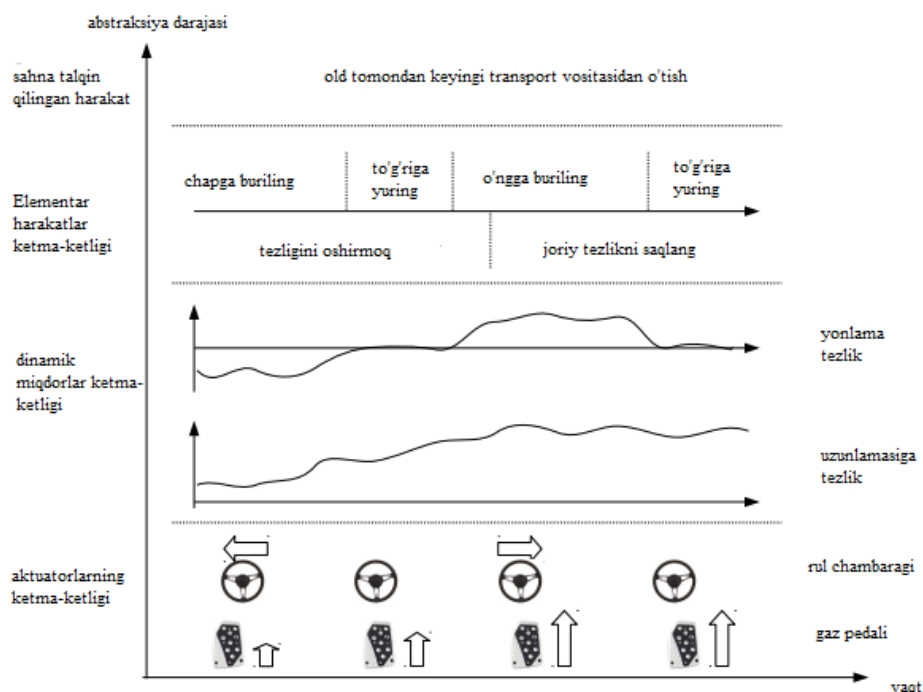 abstraksiya darajasi
sahna talqin
qilingan harakat
old tomondan keyingi transport vositasidan o'tish
Elementar
harakatlar
ketma-ketligi
chapga buriling
to'g'riga
yuring
o'ngga buriling
to'g'riga
yuring
tezligini oshirmoq
joriy tezlikni saqlang
dinamik
miqdorlar ketma-
ketligi
yonlama
tezlik
uzunlamasiga
tezlik
aktuatorlarning
ketma-ketligi
rul chambaragi
gaz pedali
vaqt